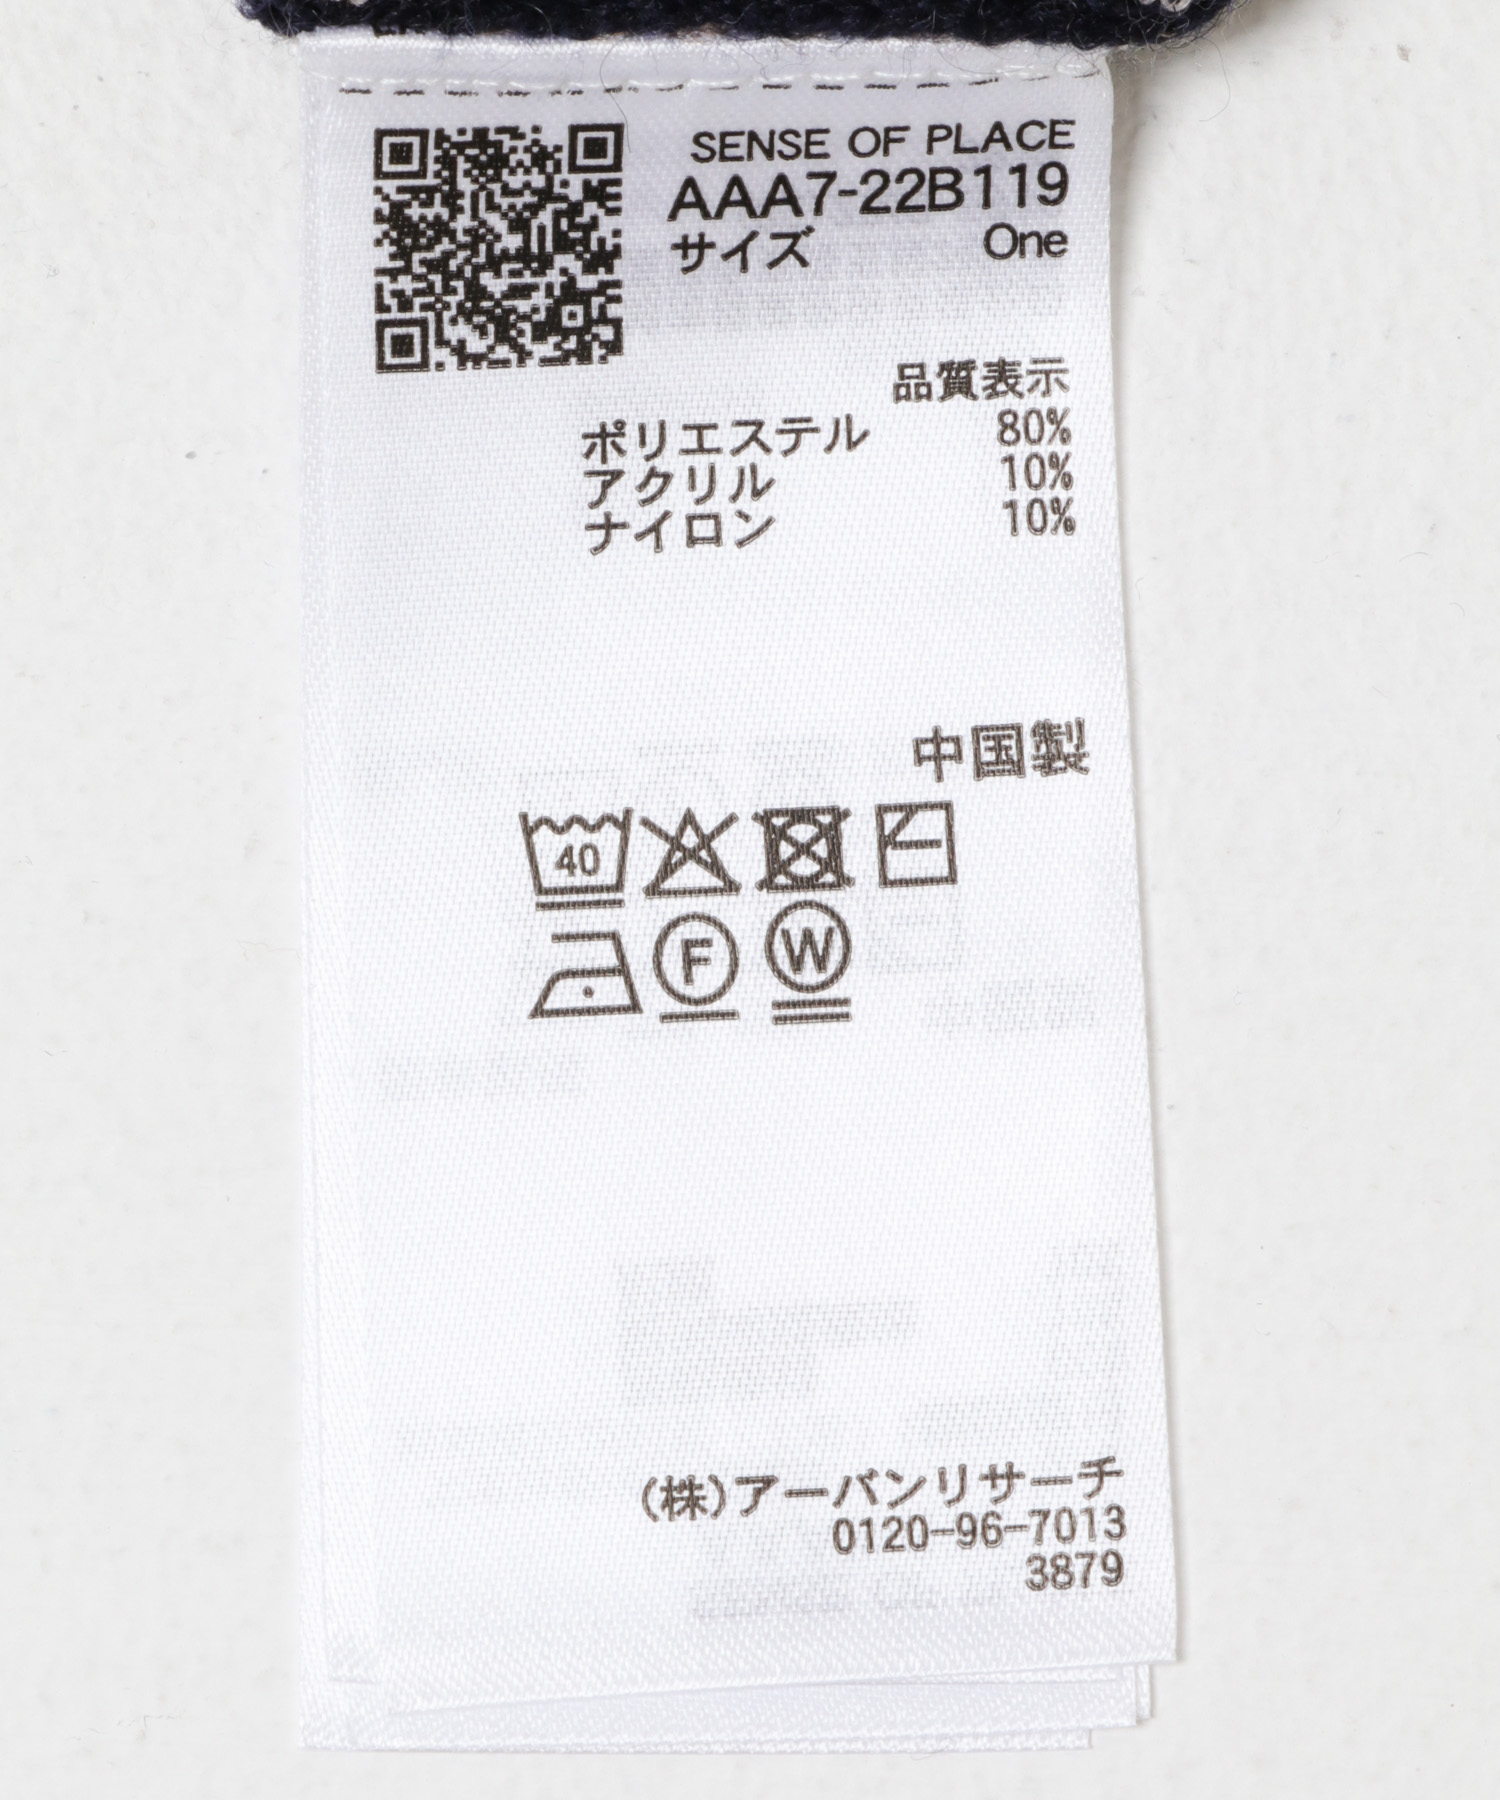 SENSE OF PLACE
AAA7-22B119
サイズ One
品質表示
ポリエステル 80%
アクリル 10%
ナイロン 10%
中国製
40
F W
(株)アーバンリサーチ
0120-96-7013
3879